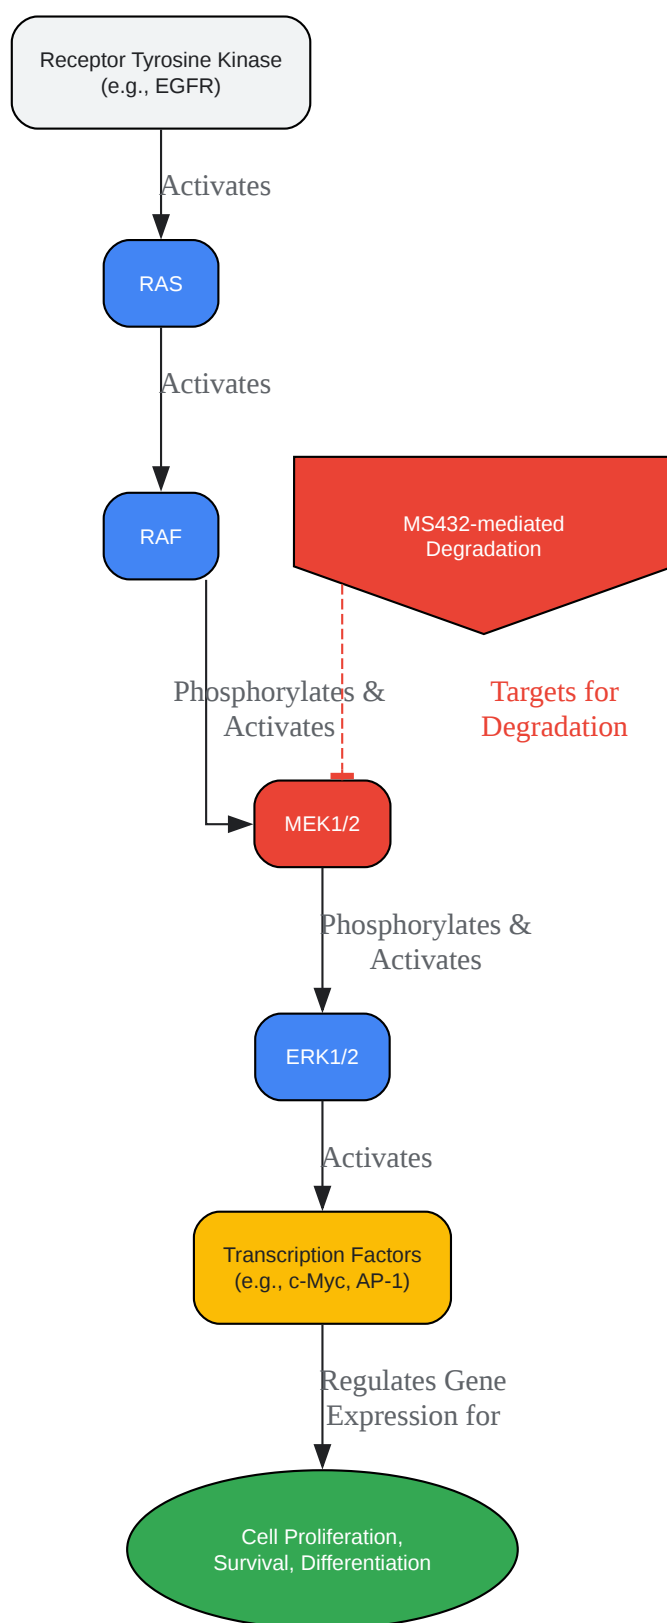 Receptor Tyrosine Kinase
(e.g., EGFR)
Activates
RAS
Activates
RAF
MS432-mediated
Degradation
Phosphorylates &
Activates
Targets for
Degradation
MEK1/2
Phosphorylates &
Activates
ERK1/2
Activates
Transcription Factors
(e.g., c-Myc, AP-1)
Regulates Gene
Expression for
Cell Proliferation,
Survival, Differentiation